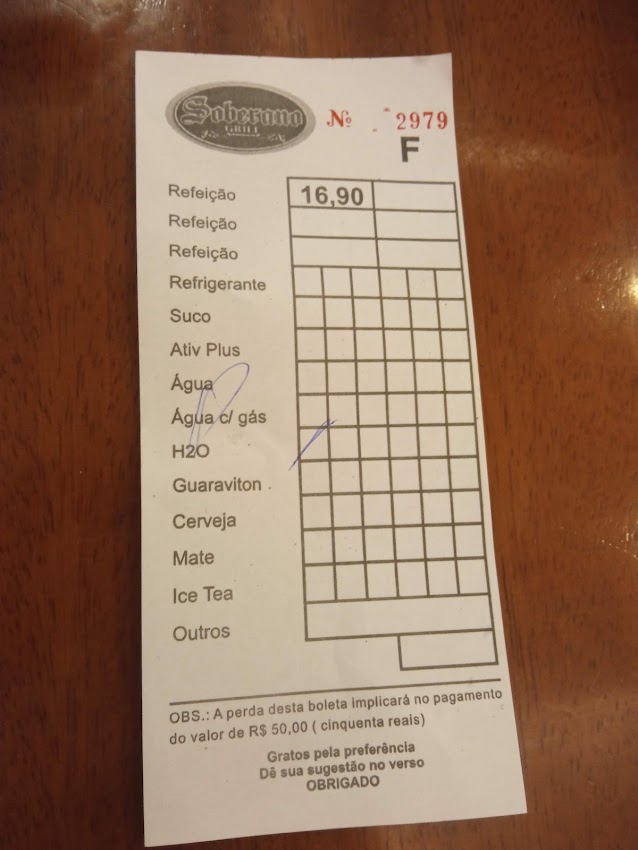 Soberano
GRILL
Nº 2979
F
Refeição 16,90
Refeição
Refeição
Refrigerante
Suco
Ativ Plus
Água
Água c/ gás
H2O
Guaraviton
Cerveja
Mate
Ice Tea
Outros
OBS.: A perda desta boleta implicará no pagamento
do valor de R$ 50,00 ( cinquenta reais)
Gratos pela preferência
Dê sua sugestão no verso
OBRIGADO